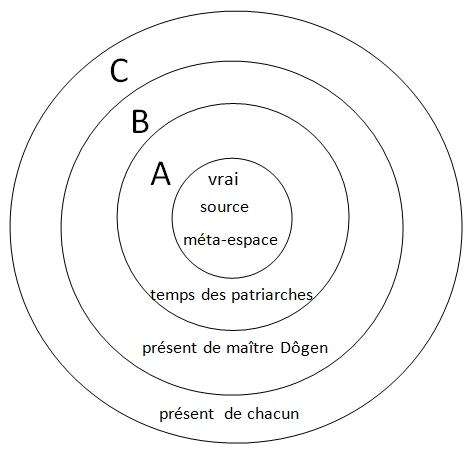 C
B
A
vrai
source
méta-espace
temps des patriarches
présent de maître Dôgen
présent de chacun